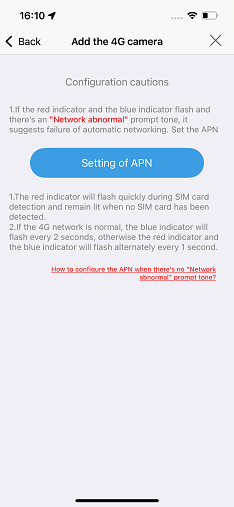 16:10
Back
Add the 4G camera
Configuration cautions
1.If the red indicator and the blue indicator flash and
there's an "Network abnormal" prompt tone, it
suggests failure of automatic networking. Set the APN
Setting of APN
1.The red indicator will flash quickly during SIM card
detection and remain lit when no SIM card has been
detected.
2.If the 4G network is normal, the blue indicator will
flash every 2 seconds, otherwise the red indicator and
the blue indicator will flash alternately every 1 second.
How to configure the APN when there's no "Network
abnormal" prompt tone?